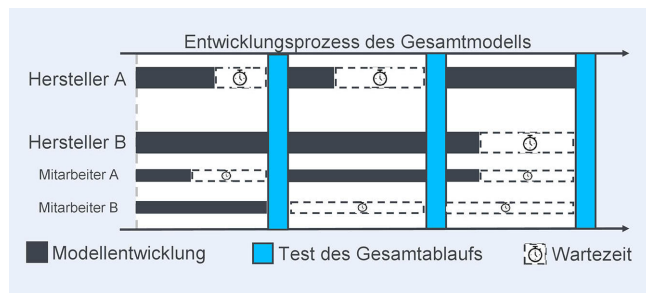 Entwicklungsprozess des Gesamtmodells
Hersteller A
Hersteller B
Mitarbeiter A
Mitarbeiter B
Modellentwicklung
Test des Gesamtablaufs
Wartezeit